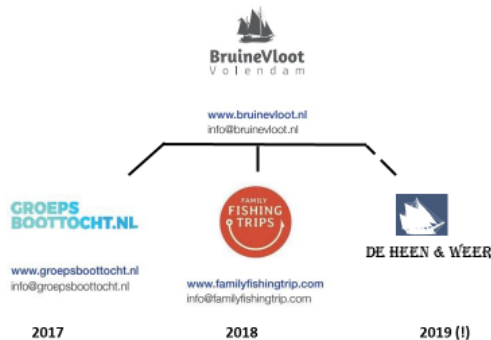 BruineVloot
Volendam
www.bruinevloot.nl
info@bruinevloot.nl
GROEPS
BOOTTOCHT.NL
www.groepsboottocht.nl
info@groepsboottocht.nl
FAMILY
FISHING
TRIPS
www.familyfishingtrip.com
info@familyfishingtrip.com
DE HEEN & WEER
2017
2018
2019 (!)